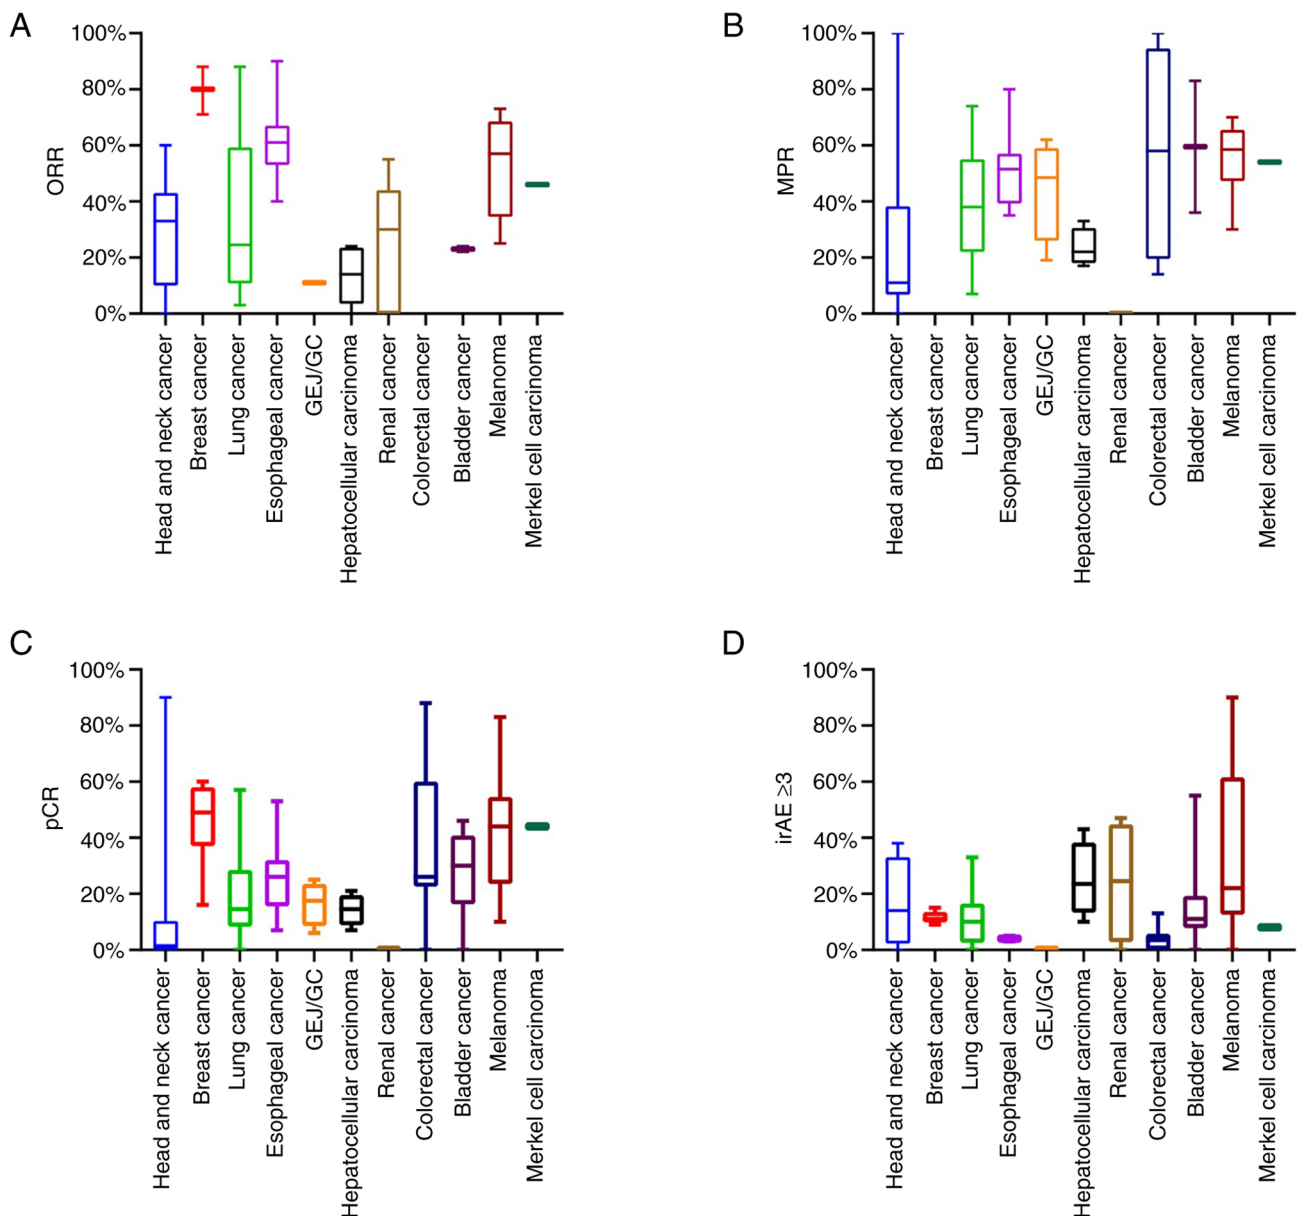 A
100%
80%
60%
40%
20%
0%
ORR
Head and neck cancer
Breast cancer
Lung cancer
Esophageal cancer
GEJ/GC
Hepatocellular carcinoma
Renal cancer
Colorectal cancer
Bladder cancer
Melanoma
Merkel cell carcinoma
B
100%
80%
60%
40%
20%
0%
MPR
Head and neck cancer
Breast cancer
Lung cancer
Esophageal cancer
GEJ/GC
Hepatocellular carcinoma
Renal cancer
Colorectal cancer
Bladder cancer
Melanoma
Merkel cell carcinoma
C
100%
80%
60%
40%
20%
0%
pCR
Head and neck cancer
Breast cancer
Lung cancer
Esophageal cancer
GEJ/GC
Hepatocellular carcinoma
Renal cancer
Colorectal cancer
Bladder cancer
Melanoma
Merkel cell carcinoma
D
100%
80%
60%
40%
20%
0%
irAE ≥3
Head and neck cancer
Breast cancer
Lung cancer
Esophageal cancer
GEJ/GC
Hepatocellular carcinoma
Renal cancer
Colorectal cancer
Bladder cancer
Melanoma
Merkel cell carcinoma